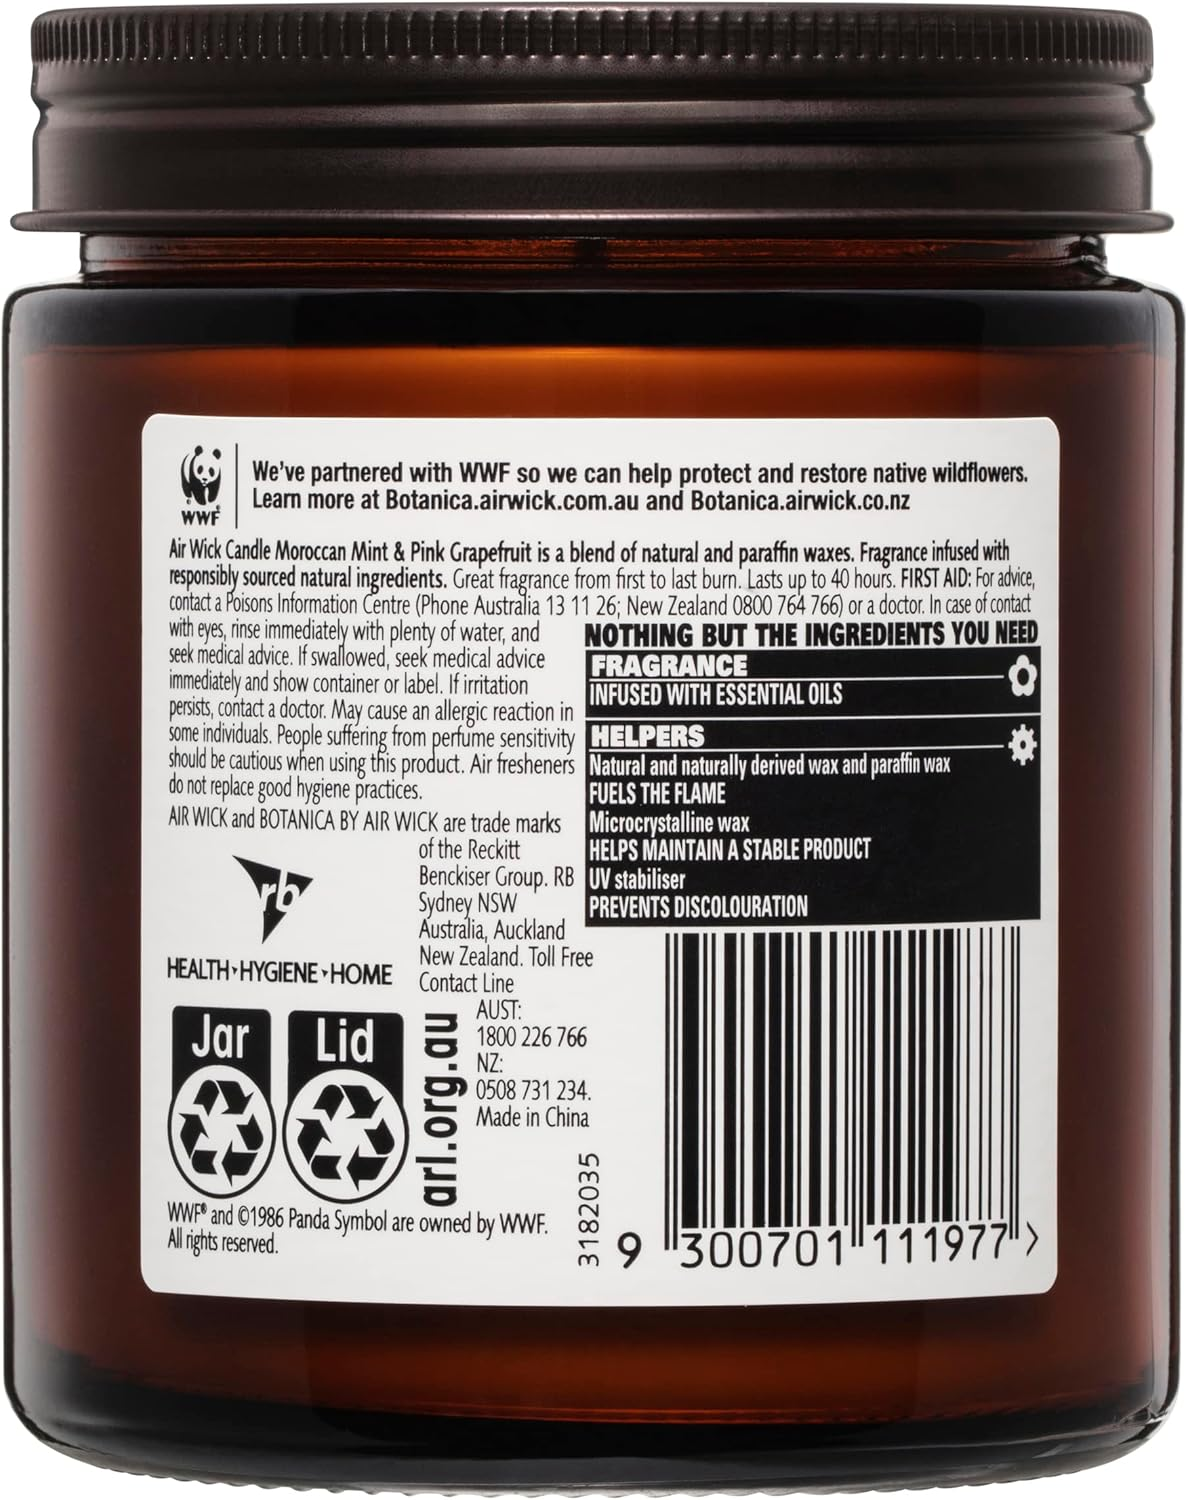 We've partnered with WWF so we can help protect and restore native wildflowers.
Learn more at Botanica.airwick.com.au and Botanica.airwick.co.nz
WWF®
Air Wick Candle Moroccan Mint & Pink Grapefruit is a blend of natural and paraffin waxes. Fragrance infused with
responsibly sourced natural ingredients. Great fragrance from first to last burn. Lasts up to 40 hours. FIRST AID: For advice,
contact a Poisons Information Centre (Phone Australia 13 11 26; New Zealand 0800 764 766) or a doctor. In case of contact
with eyes, rinse immediately with plenty of water, and
seek medical advice. If swallowed, seek medical advice
immediately and show container or label. If irritation
persists, contact a doctor. May cause an allergic reaction in
some individuals. People suffering from perfume sensitivity
should be cautious when using this product. Air fresheners
do not replace good hygiene practices.
AIR WICK and BOTANICA BY AIR WICK are trade marks
of the Reckitt
Benckiser Group. RB
Sydney NSW
Australia, Auckland
New Zealand. Toll Free
Contact Line
AUST:
1800 226 766
NZ:
0508 731 234.
Made in China
NOTHING BUT THE INGREDIENTS YOU NEED
FRAGRANCE
INFUSED WITH ESSENTIAL OILS
HELPERS
Natural and naturally derived wax and paraffin wax
FUELS THE FLAME
Microcrystalline wax
HELPS MAINTAIN A STABLE PRODUCT
UV stabiliser
PREVENTS DISCOLOURATION
rb
HEALTH HYGIENE HOME
Jar
Lid
arl.org.au
WWF® and ©1986 Panda Symbol are owned by WWF.
All rights reserved.
3182035
9 300701 111977 >